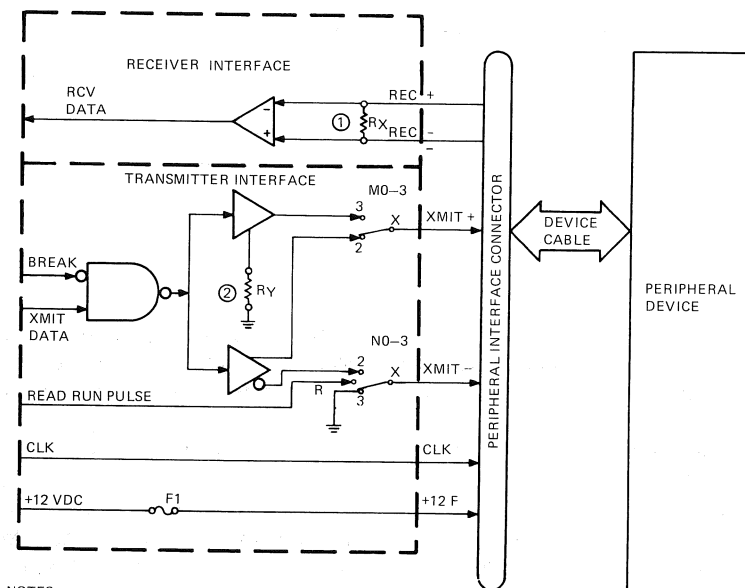 RECEIVER INTERFACE
RCV
DATA
REC +
-
+
①
RX
REC -
-
TRANSMITTER INTERFACE
M0-3
3
X
XMIT +
2
BREAK
②
RY
XMIT
DATA
N0-3
2
X
XMIT -
READ RUN PULSE
R
3
CLK
CLK
+12 VDC
F1
+12 F
PERIPHERAL INTERFACE CONNECTOR
DEVICE
CABLE
PERIPHERAL
DEVICE